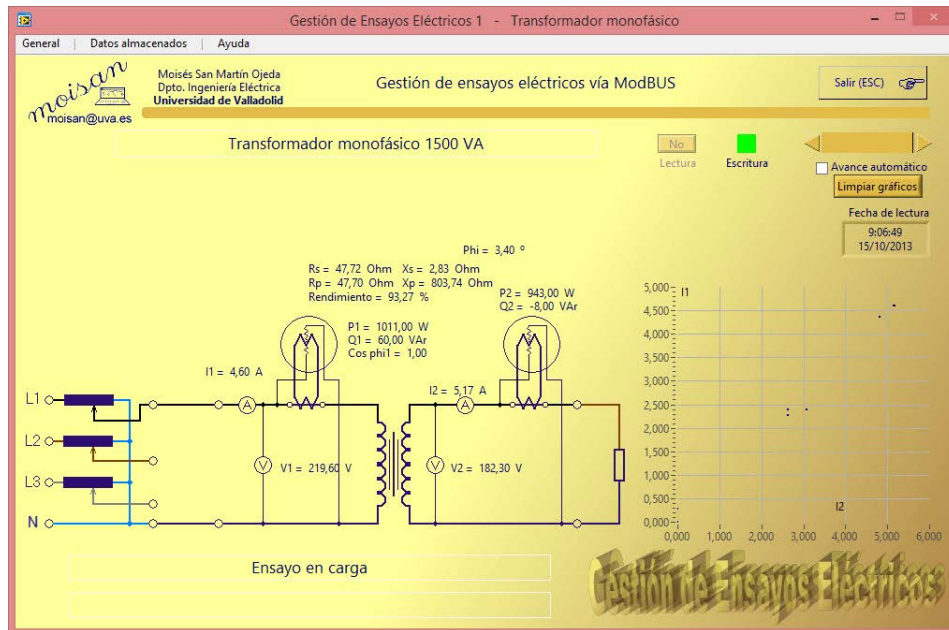 Gestión de Ensayos Eléctricos 1 - Transformador monofásico
General | Datos almacenados | Ayuda
moisan
moisan@uva.es
Moisés San Martín Ojeda
Dpto. Ingeniería Eléctrica
Universidad de Valladolid
Gestión de ensayos eléctricos vía ModBUS
Salir (ESC)
Transformador monofásico 1500 VA
No
Lectura
Escritura
Avance automático
Limpiar gráficos
Fecha de lectura
9:06:49
15/10/2013
Phi = 3,40 º
Rs = 47,72 Ohm Xs = 2,83 Ohm
Rp = 47,70 Ohm Xp = 803,74 Ohm
Rendimiento = 93,27 %
P2 = 943,00 W
Q2 = -8,00 VAr
P1 = 1011,00 W
Q1 = 60,00 VAr
Cos phi1 = 1,00
I1 = 4,60 A
I2 = 5,17 A
A
A
L1
L2
L3
N
V
V1 = 219,60 V
V
V2 = 182,30 V
5,000
I1
4,500
4,000
3,500
3,000
2,500
2,000
1,500
1,000
0,500
0,000
I2
0,000 1,000 2,000 3,000 4,000 5,000 6,000
Ensayo en carga
Gestión de Ensayos Eléctricos